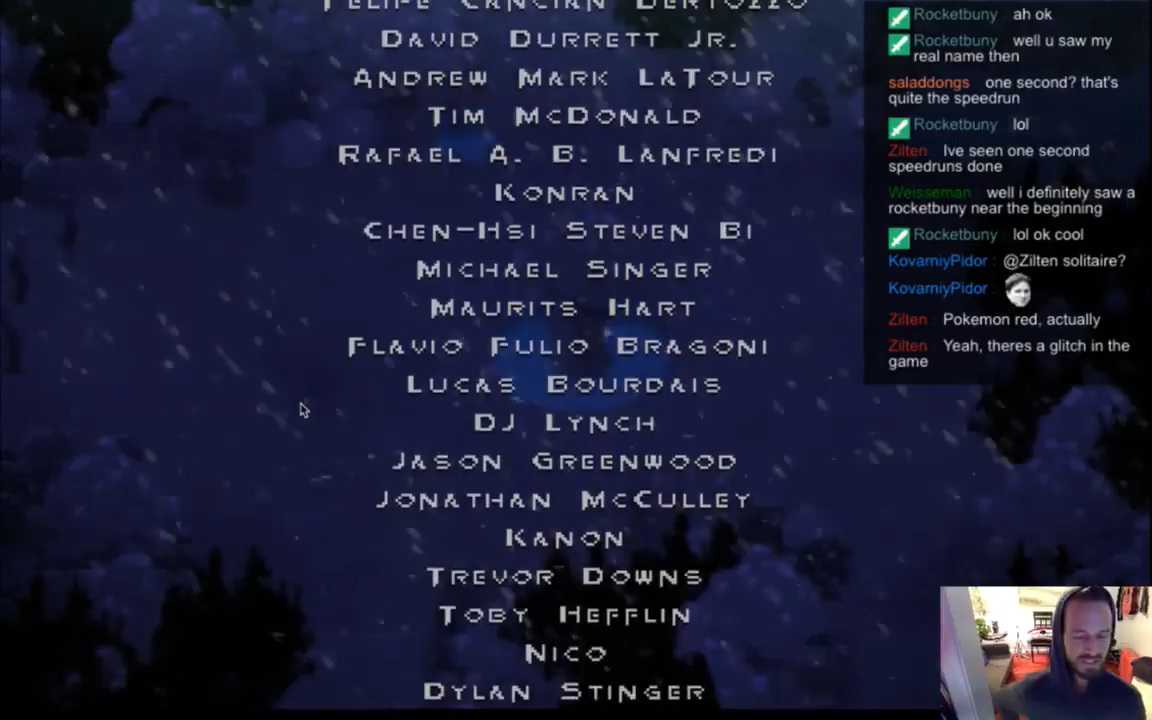 FELIPE CANCIAN BERTOZZO
DAVID DURRETT JR.
ANDREW MARK LATOUR
TIM MCDONALD
RAFAEL A. B. LANFREDI
KONRAN
CHEN-HSI STEVEN BI
MICHAEL SINGER
MAURITS HART
FLAVIO FULIO BRAGONI
LUCAS BOURDAIS
DJ LYNCH
JASON GREENWOOD
JONATHAN MCCULLEY
KANON
TREVOR DOWNS
TOBY HEFFLIN
NICO
DYLAN STINGER
Rocketbuny ah ok
Rocketbuny well u saw my
real name then
saladdongs one second? that's
quite the speedrun
Rocketbuny lol
Zilten Ive seen one second
speedruns done
Weisseman well i definitely saw a
rocketbuny near the beginning
Rocketbuny lol ok cool
KovarniyPidor : @Zilten solitaire?
KovarniyPidor :
Zilten : Pokemon red, actually
Zilten : Yeah, theres a glitch in the
game